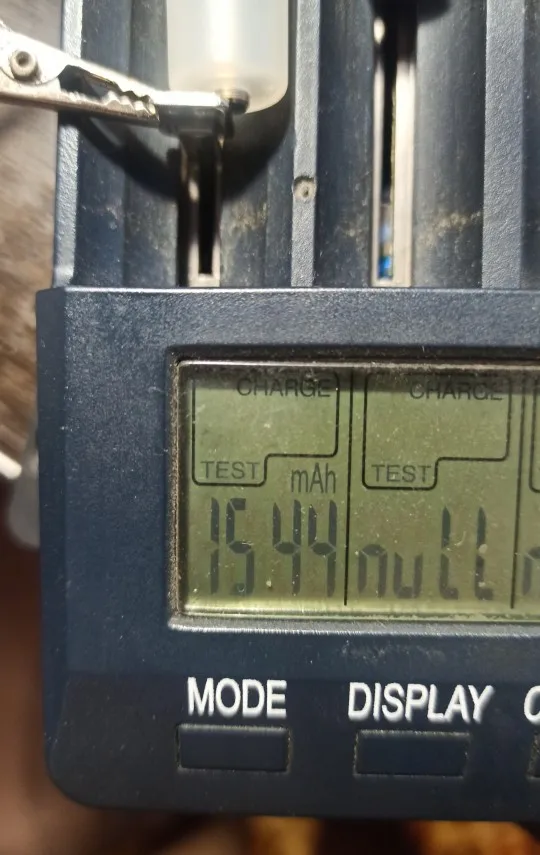 CHARGE CHARGE
TEST mAh TEST
1544 null
MODE DISPLAY